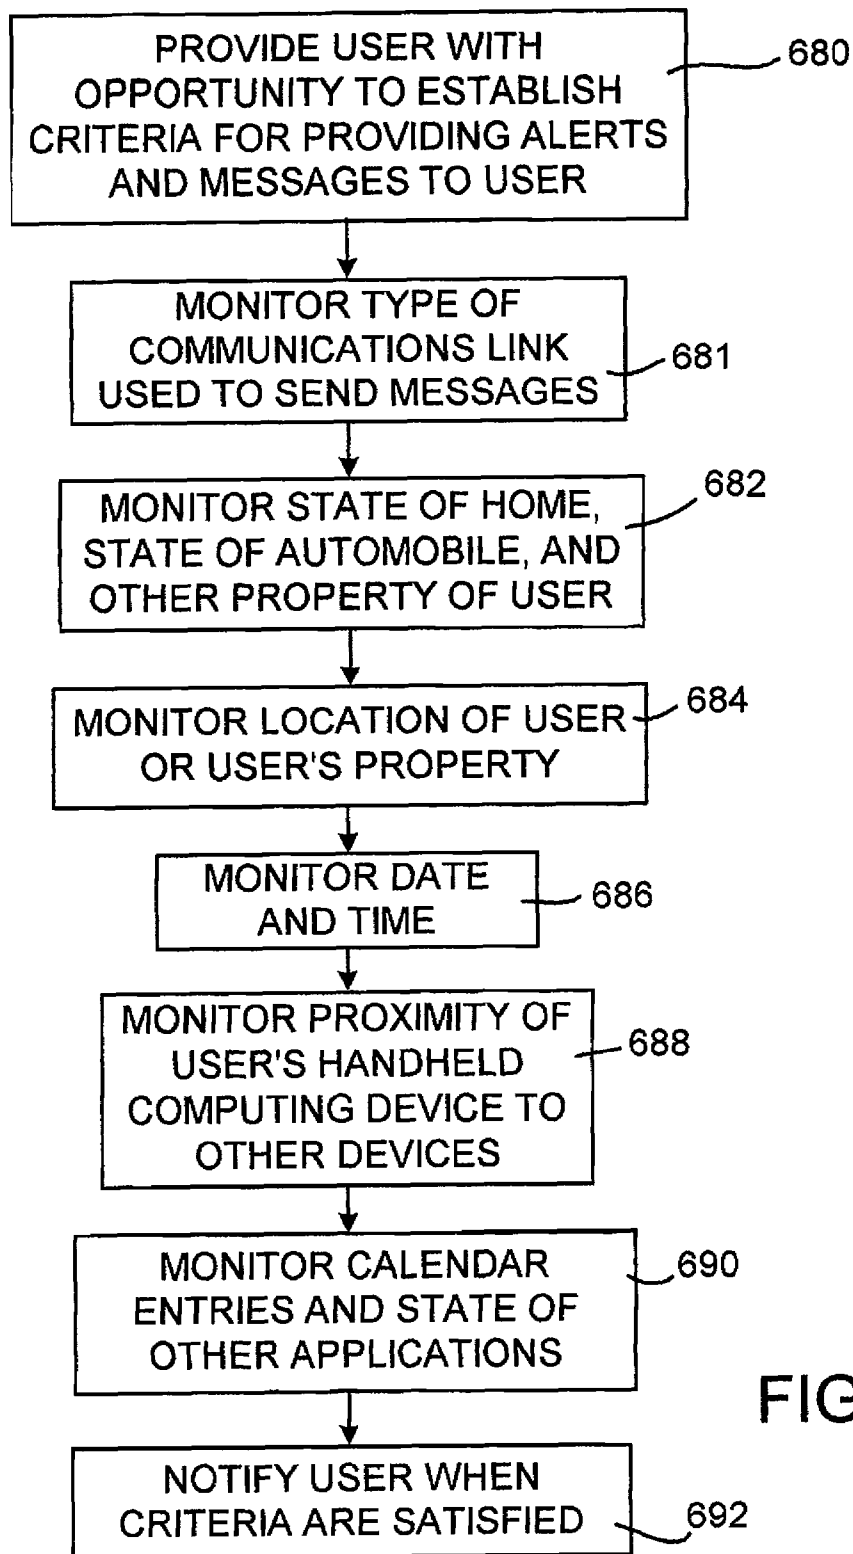 PROVIDE USER WITH
OPPORTUNITY TO ESTABLISH
CRITERIA FOR PROVIDING ALERTS
AND MESSAGES TO USER
680
MONITOR TYPE OF
COMMUNICATIONS LINK
USED TO SEND MESSAGES
681
MONITOR STATE OF HOME,
STATE OF AUTOMOBILE, AND
OTHER PROPERTY OF USER
682
MONITOR LOCATION OF USER
OR USER'S PROPERTY
684
MONITOR DATE
AND TIME
686
MONITOR PROXIMITY OF
USER'S HANDHELD
COMPUTING DEVICE TO
OTHER DEVICES
688
MONITOR CALENDAR
ENTRIES AND STATE OF
OTHER APPLICATIONS
690
FIG
NOTIFY USER WHEN
CRITERIA ARE SATISFIED
692